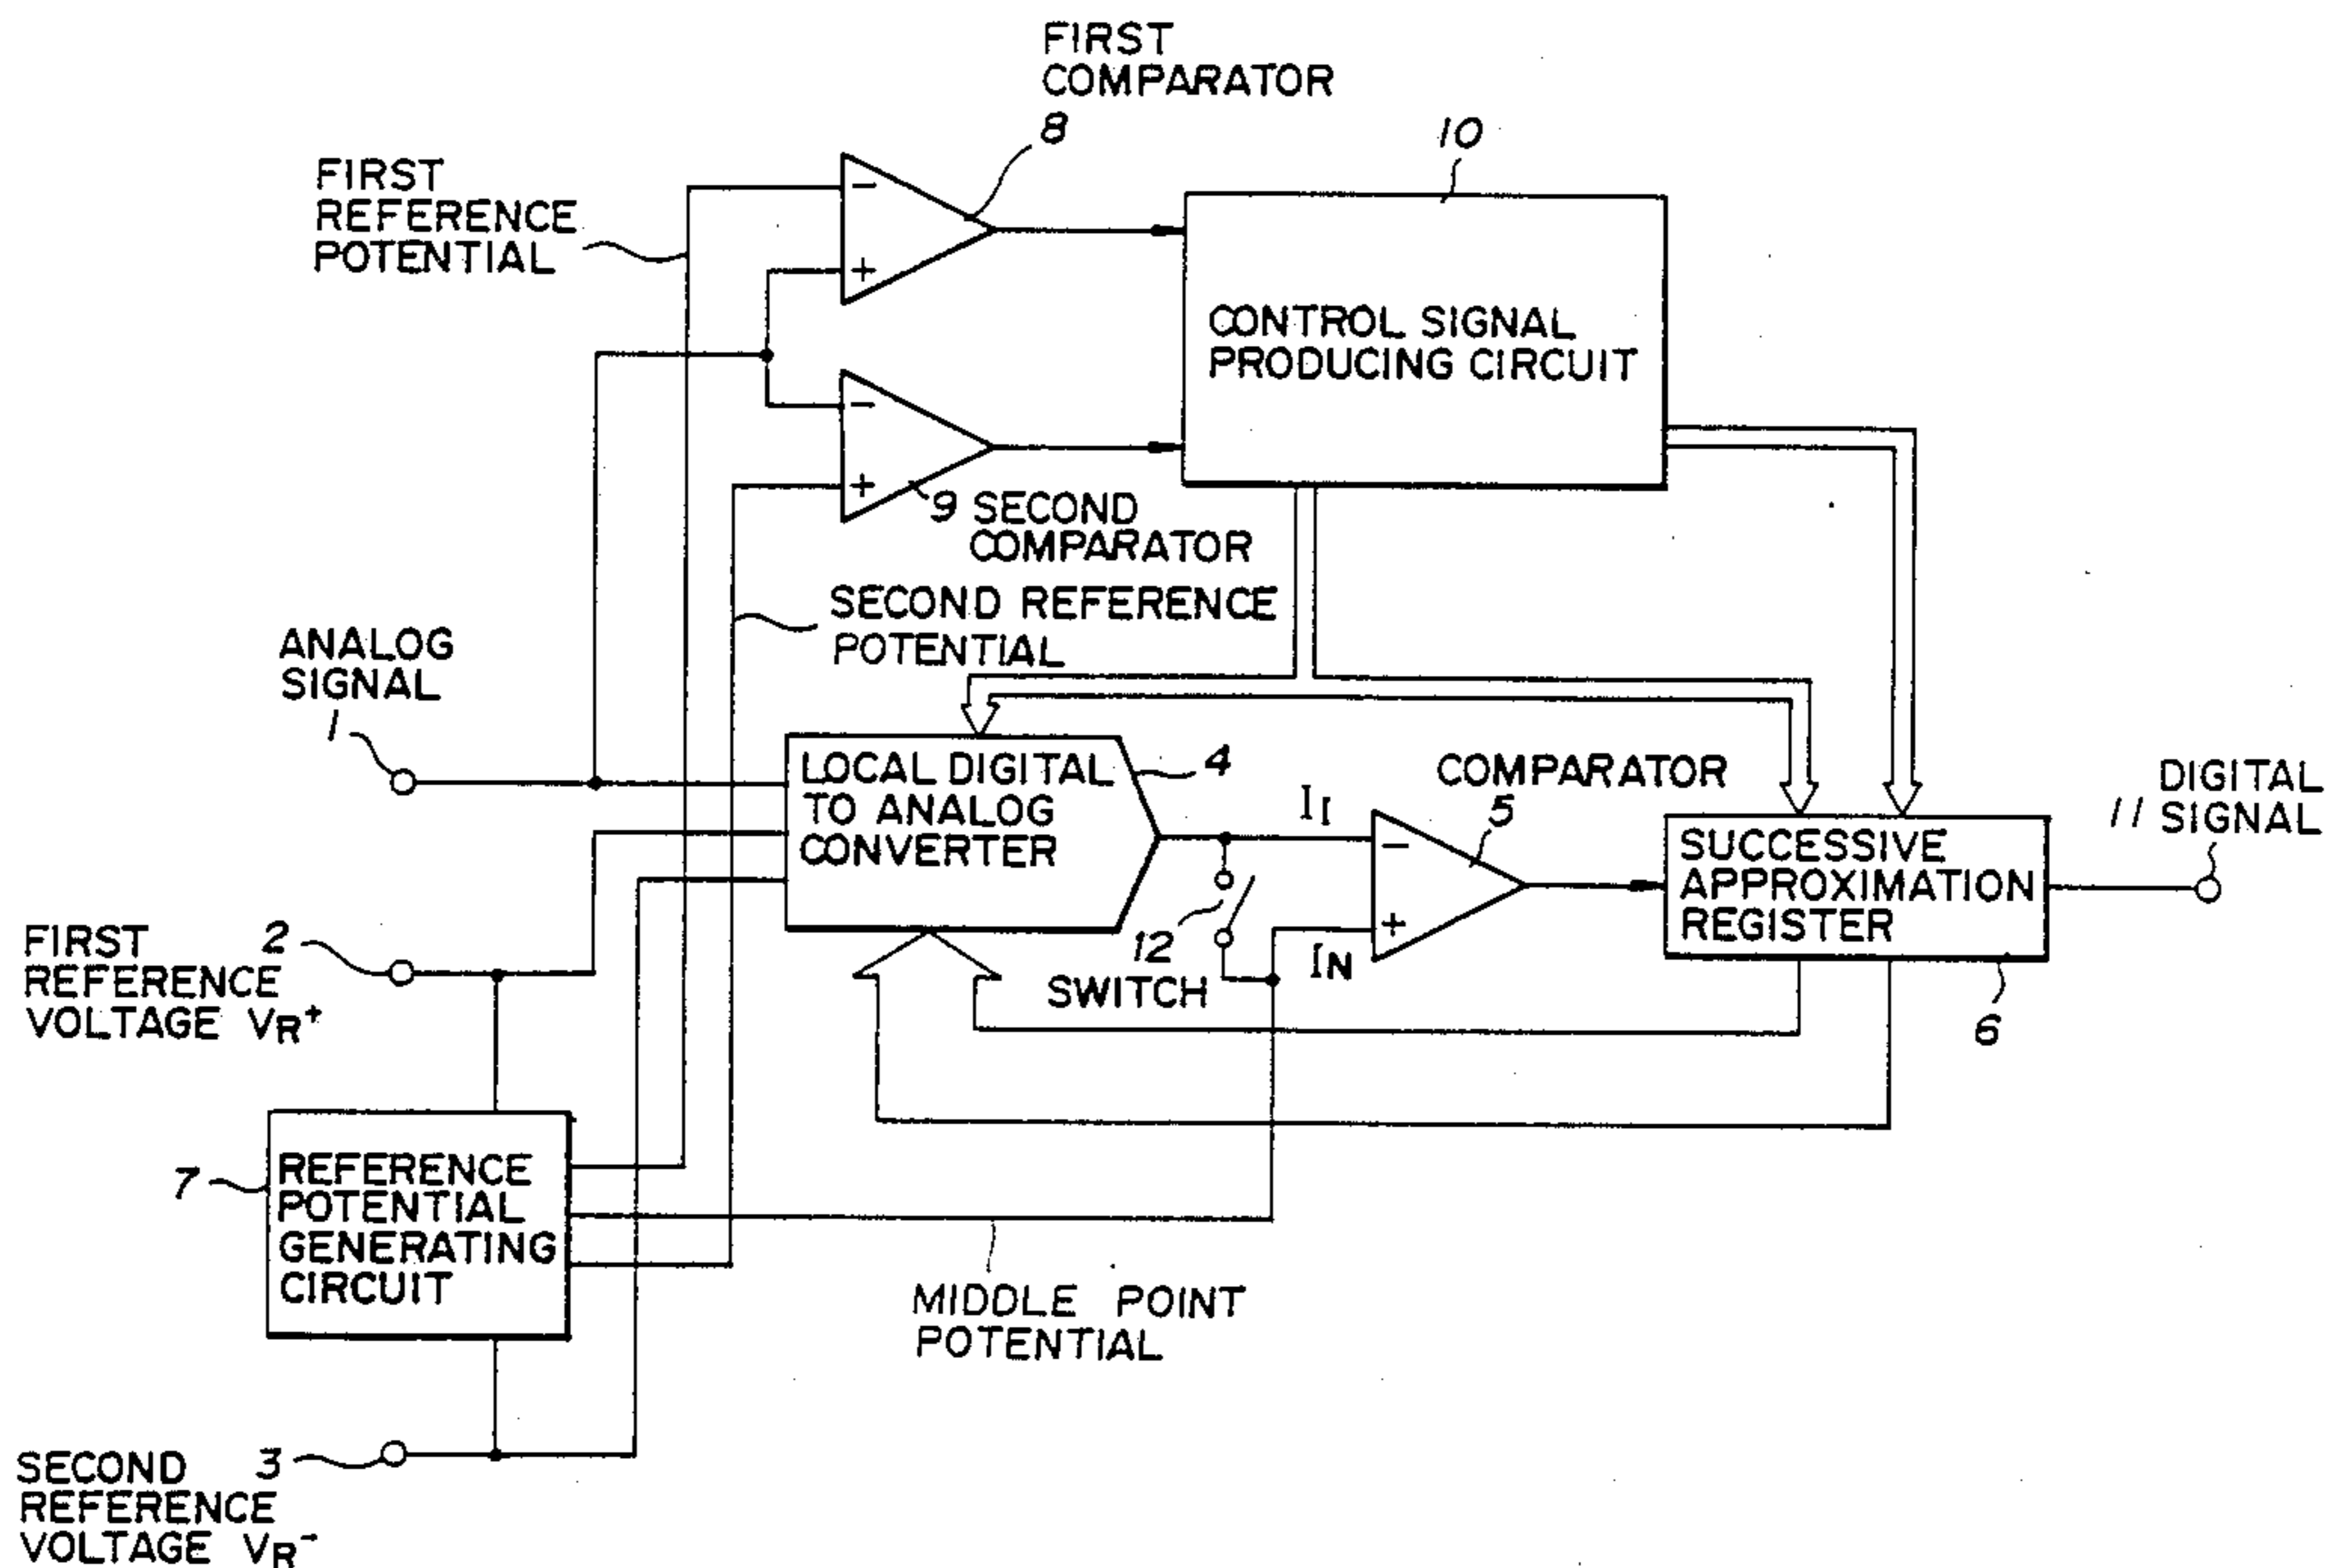 FIRST
COMPARATOR
8
10
FIRST
REFERENCE
POTENTIAL
−
+
CONTROL SIGNAL
PRODUCING CIRCUIT
−
+
9 SECOND
COMPARATOR
SECOND REFERENCE
POTENTIAL
ANALOG
SIGNAL
1
LOCAL DIGITAL
TO ANALOG
CONVERTER
4
II
COMPARATOR
5
−
+
IN
12
SWITCH
SUCCESSIVE
APPROXIMATION
REGISTER
6
DIGITAL
11 SIGNAL
FIRST 2
REFERENCE
VOLTAGE VR+
7
REFERENCE
POTENTIAL
GENERATING
CIRCUIT
MIDDLE POINT
POTENTIAL
SECOND 3
REFERENCE
VOLTAGE VR−